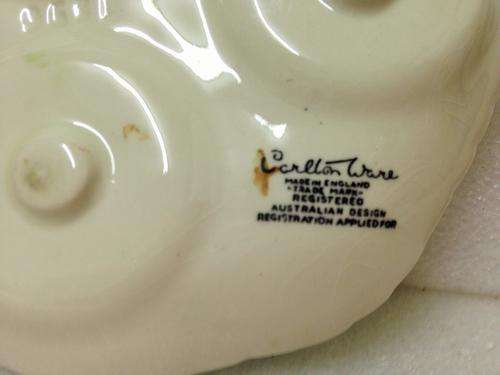 Carlton Ware
MADE IN ENGLAND
"TRADE MARK"
REGISTERED
AUSTRALIAN DESIGN
REGISTRATION APPLIED FOR